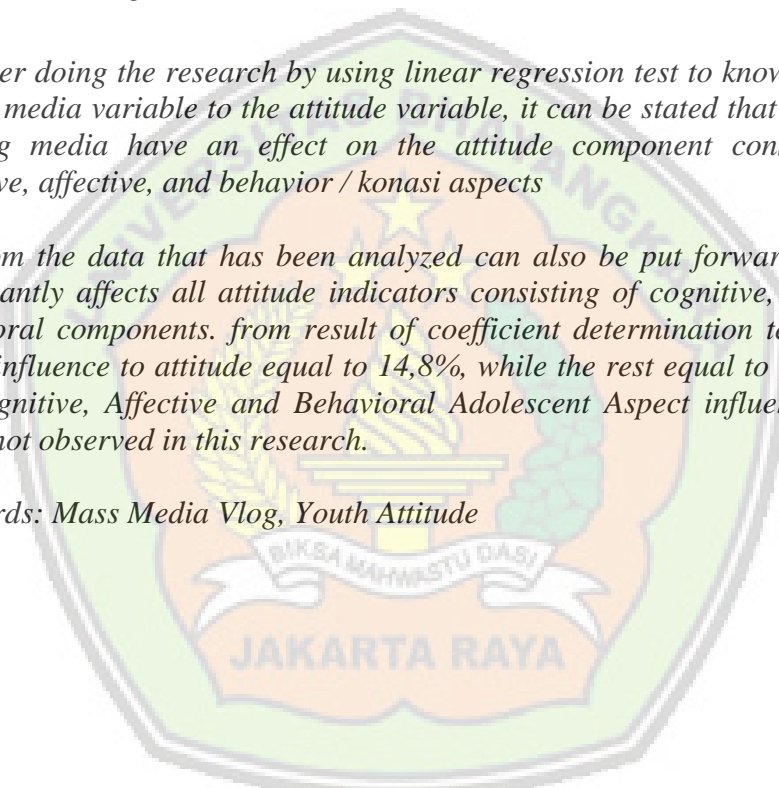 er doing the research by using linear regression test to know
media variable to the attitude variable, it can be stated that
g media have an effect on the attitude component con
ve, affective, and behavior / konasi aspects
om the data that has been analyzed can also be put forwar
antly affects all attitude indicators consisting of cognitive,
oral components. from result of coefficient determination te
influence to attitude equal to 14,8%, while the rest equal to
gnitive, Affective and Behavioral Adolescent Aspect influe
not observed in this research.
rds: Mass Media Vlog, Youth Attitude
UNIVERSITAS BHAYANGKARA
BIKSA MAHWASTU DASI
JAKARTA RAYA